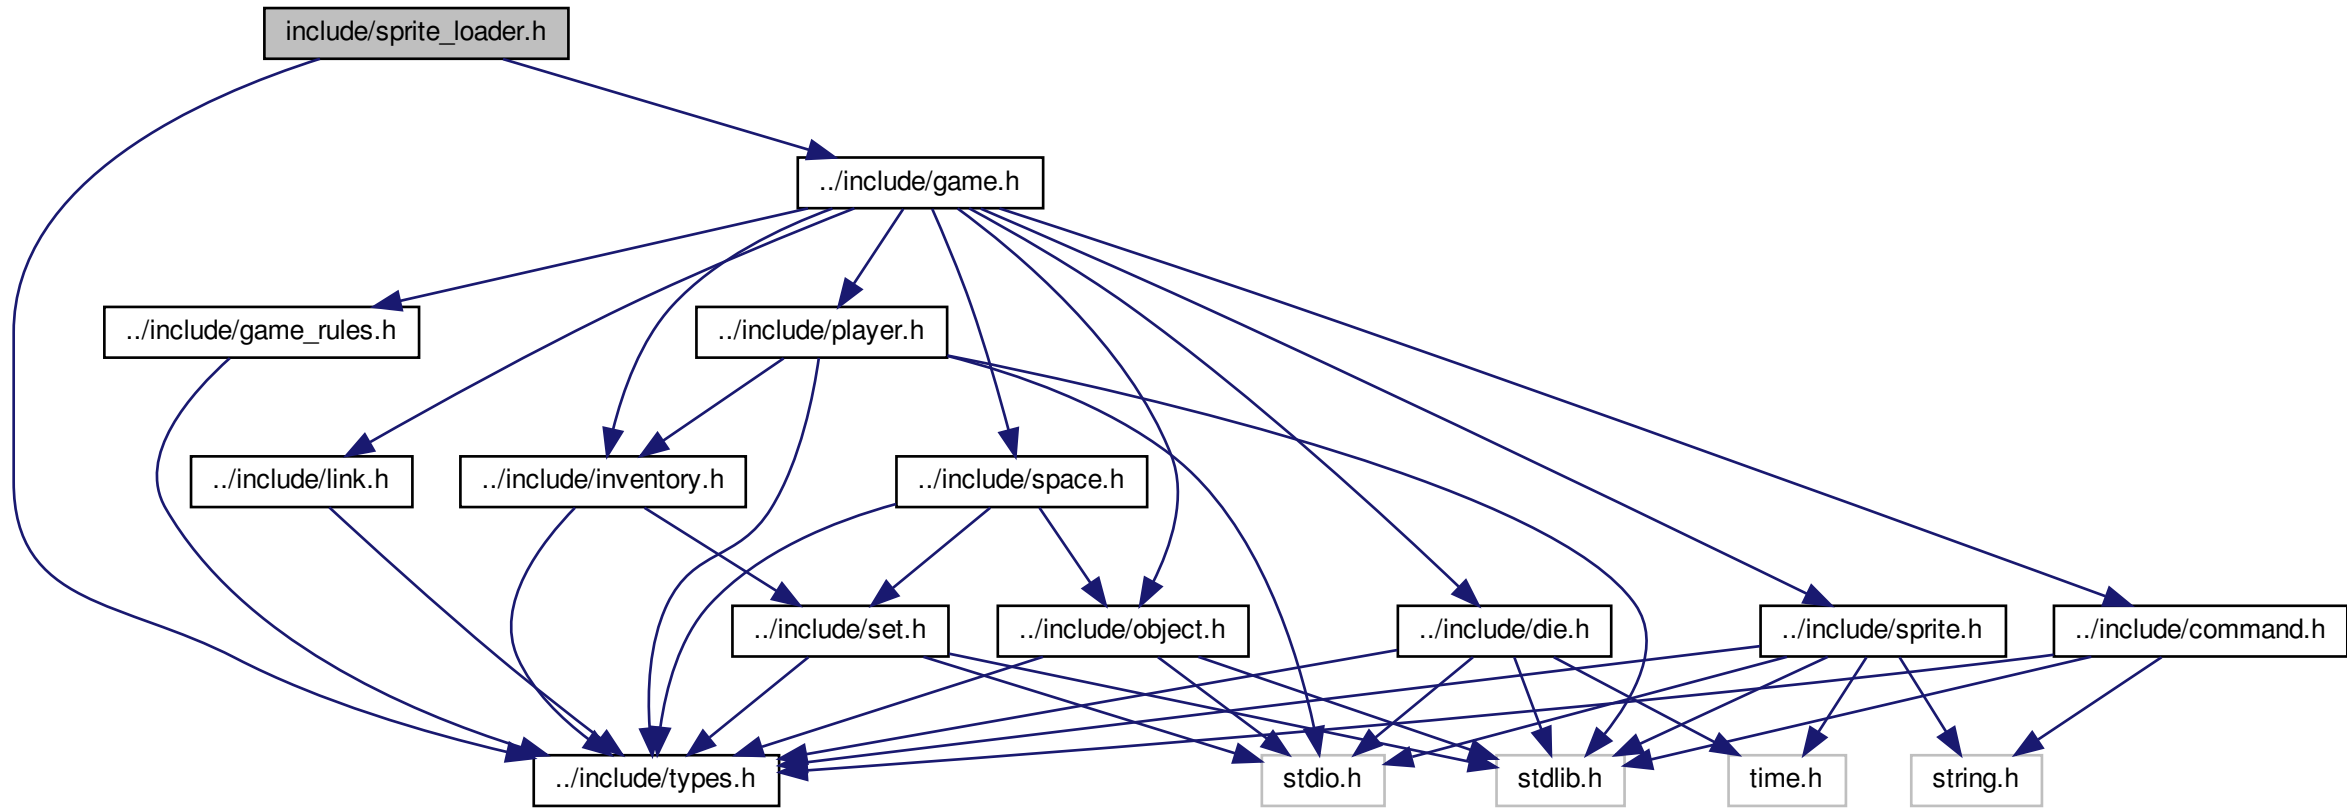 include/sprite_loader.h
../include/game.h
../include/game_rules.h
../include/player.h
../include/link.h
../include/inventory.h
../include/space.h
../include/set.h
../include/object.h
../include/die.h
../include/sprite.h
../include/command.h
../include/types.h
stdio.h
stdlib.h
time.h
string.h